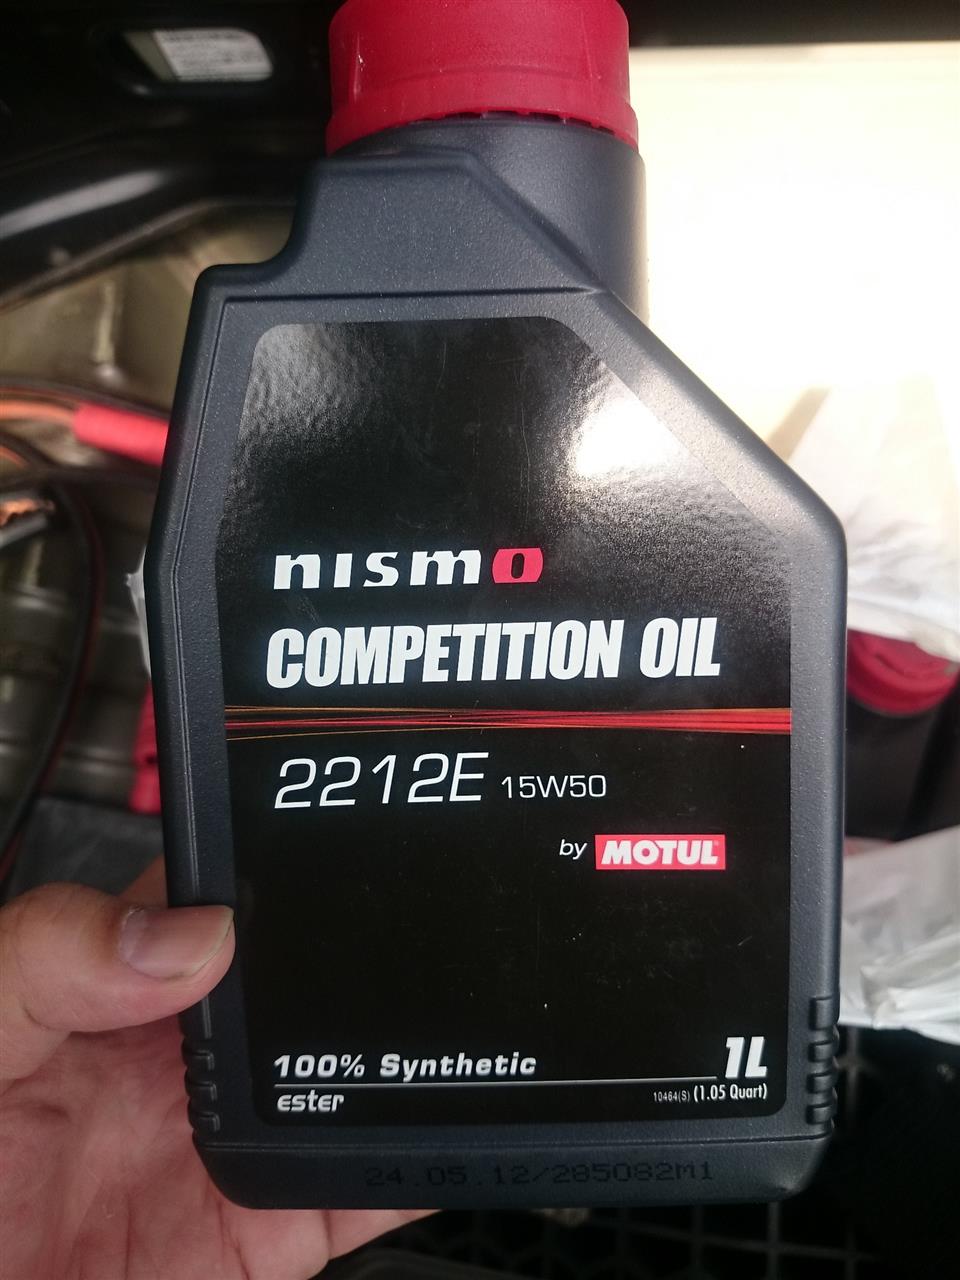 nismo
COMPETITION OIL
2212E 15W50
by MOTUL
100% Synthetic
ester
1L
10464(S) (1.05 Quart)
24.05.12/285082M1